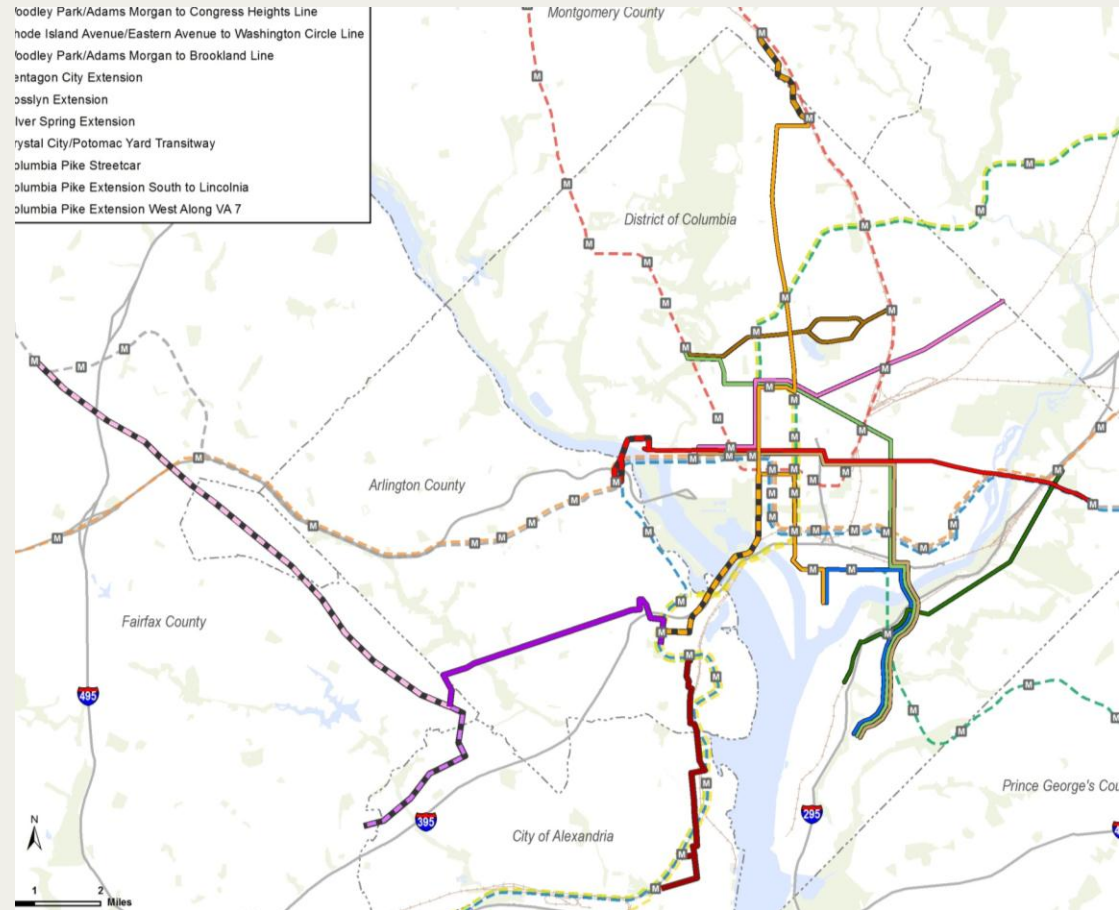 oodley Park/Adams Morgan to Congress Heights Line
hode Island Avenue/Eastern Avenue to Washington Circle Line
oodley Park/Adams Morgan to Brookland Line
entagon City Extension
osslyn Extension
lver Spring Extension
rystal City/Potomac Yard Transitway
olumbia Pike Streetcar
olumbia Pike Extension South to Lincolnia
olumbia Pike Extension West Along VA 7
Montgomery County
District of Columbia
Arlington County
Fairfax County
495
395
295
City of Alexandria
Prince George's Cou
N
1 2
Miles
M